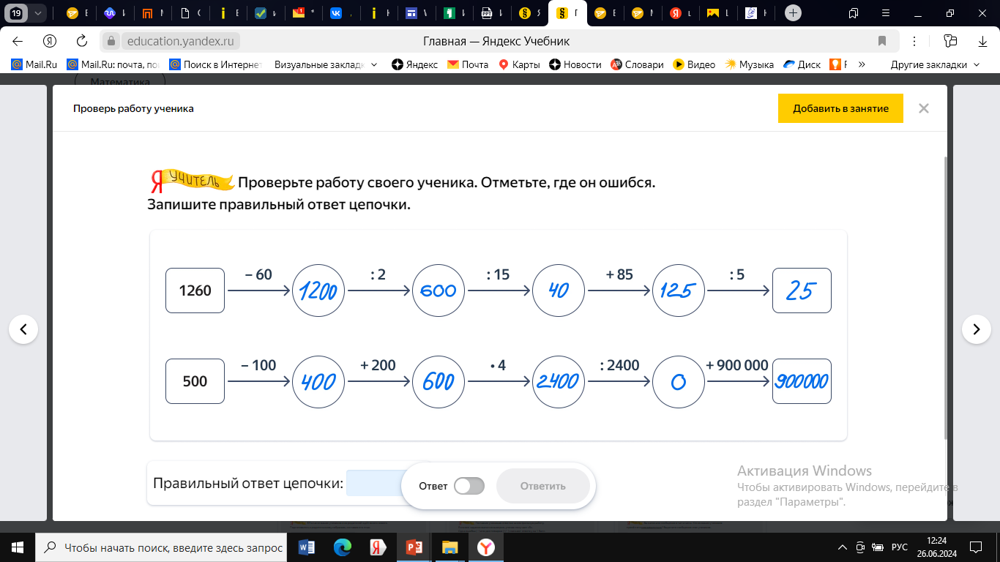 19
education.yandex.ru
Главная — Яндекс Учебник
Mail.Ru
Mail.Ru: почта,
Поиск в Интернет
Визуальные
Яндекс
Почта
Карты
Новости
Словари
Видео
Музыка
Диск
»
Другие закладки
Математика
Проверь работу ученика
Добавить в занятие
Я УЧИТЕЛЬ Проверьте работу своего ученика. Отметьте, где он ошибся.
Запишите правильный ответ цепочки.
– 60 : 2 : 15 + 85 : 5
1260 1200 600 40 125 25
– 100 + 200 • 4 : 2400 + 900 000
500 400 600 2400 0 900000
Правильный ответ цепочки:
Ответ
Ответить
Активация Windows
Чтобы активировать Windows, перейдите в
раздел "Параметры".
Чтобы начать поиск, введите здесь запрос
РУС
12:24
26.06.2024